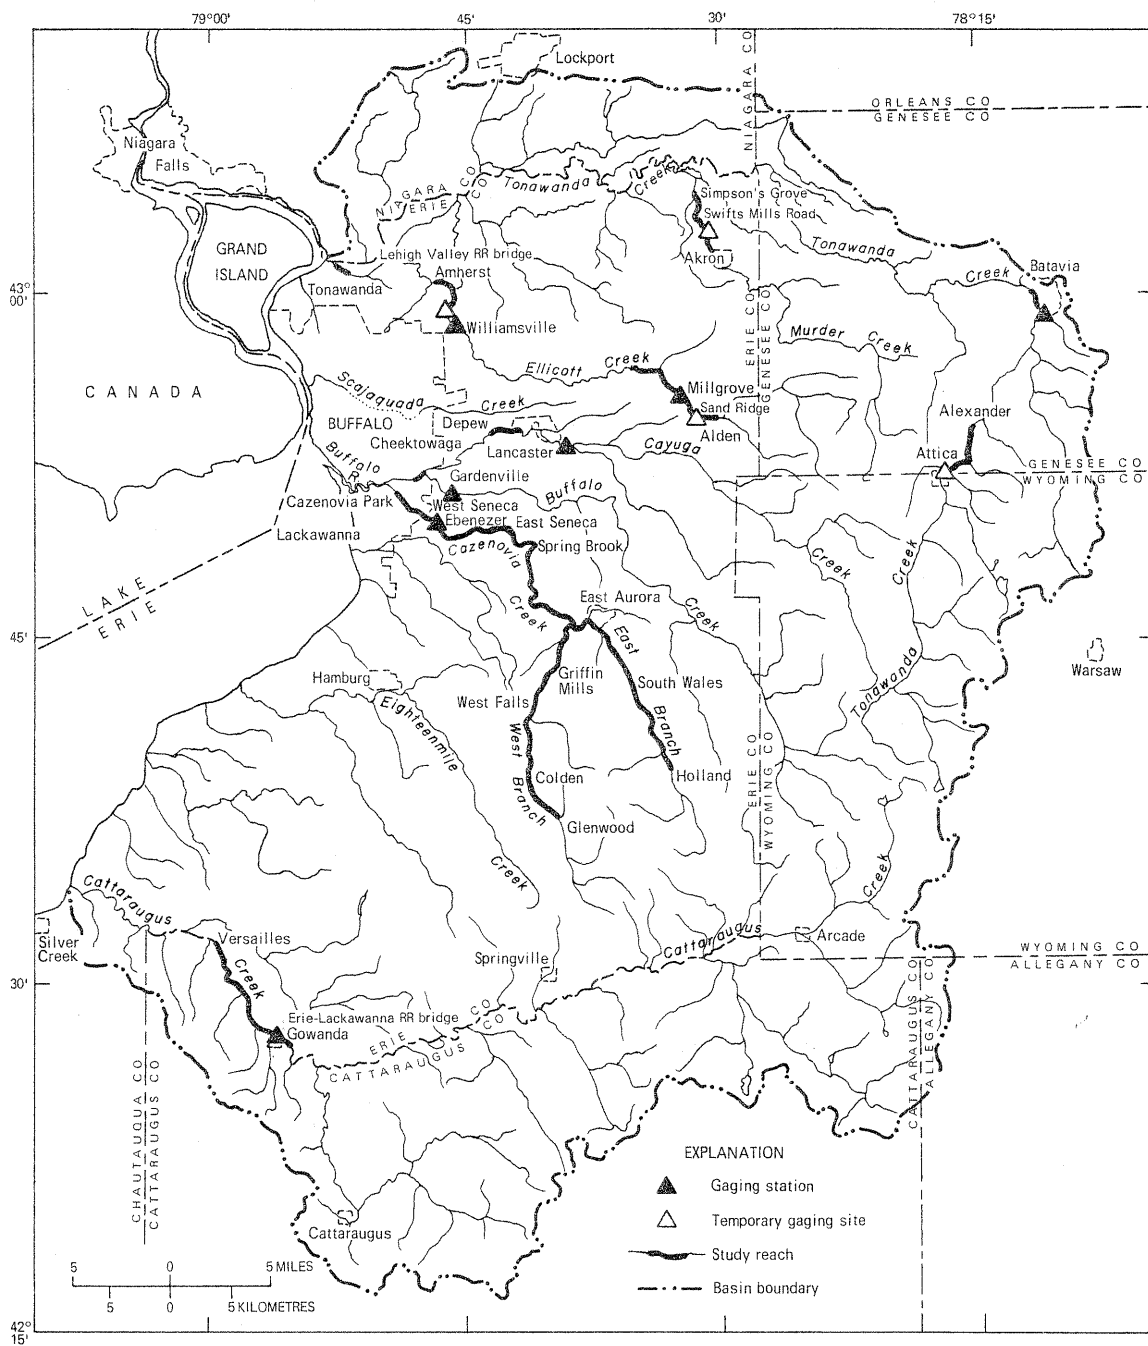 79°00'
45'
30'
78°15'
Lockport
NIAGARA CO
ORLEANS CO
GENESEE CO
Niagara
Falls
NIAGARA CO
ERIE CO
Tonawanda
Creek
Simpson's Grove
Swifts Mills Road
GRAND
ISLAND
Lehigh Valley RR bridge
Amherst
Akron
Tonawanda
Creek
Batavia
43°
00'
Tonawanda
Williamsville
ERIE CO
GENESEE CO
Murder Creek
Ellicott Creek
CANADA
Scajaquada
Creek
Millgrove
Sand Ridge
Alden
Alexander
BUFFALO
Depew
Cheektowaga
Lancaster
Cayuga
Attica
GENESEE CO
WYOMING CO
Buffalo
R
Gardenville
Buffalo
Cazenovia Park
West Seneca
Ebenezer
East Seneca
Lackawanna
Cazenovia
Spring Brook
Creek
Creek
LAKE
ERIE
Creek
East Aurora
Creek
45'
East
Warsaw
Hamburg
Griffin
Mills
South Wales
Tonawanda
West Falls
Eighteenmile
West
Branch
Branch
ERIE CO
WYOMING CO
Colden
Holland
Glenwood
Creek
Creek
Cattaraugus
Silver
Creek
Versailles
Cattaraugus
Arcade
Springville
WYOMING CO
ALLEGANY CO
30'
Creek
Erie-Lackawanna RR bridge
Gowanda
ERIE CO
CATTARAUGUS CO
CATTARAUGUS CO
ALLEGANY CO
CHAUTAUQUA CO
CATTARAUGUS CO
EXPLANATION
Gaging station
Temporary gaging site
Cattaraugus
Study reach
5 0 5 MILES
Basin boundary
5 0 5 KILOMETRES
42°
15'